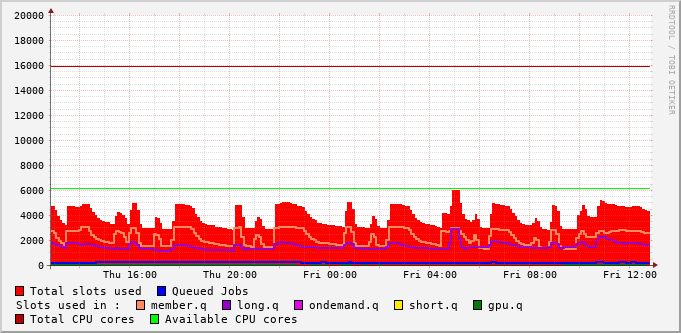 RRDTOOL / TOBI OETIKER
20000
18000
16000
14000
12000
10000
8000
6000
4000
2000
0
Thu 16:00 Thu 20:00 Fri 00:00 Fri 04:00 Fri 08:00 Fri 12:00
Total slots used Queued Jobs
Slots used in : member.q long.q ondemand.q short.q gpu.q
Total CPU cores Available CPU cores